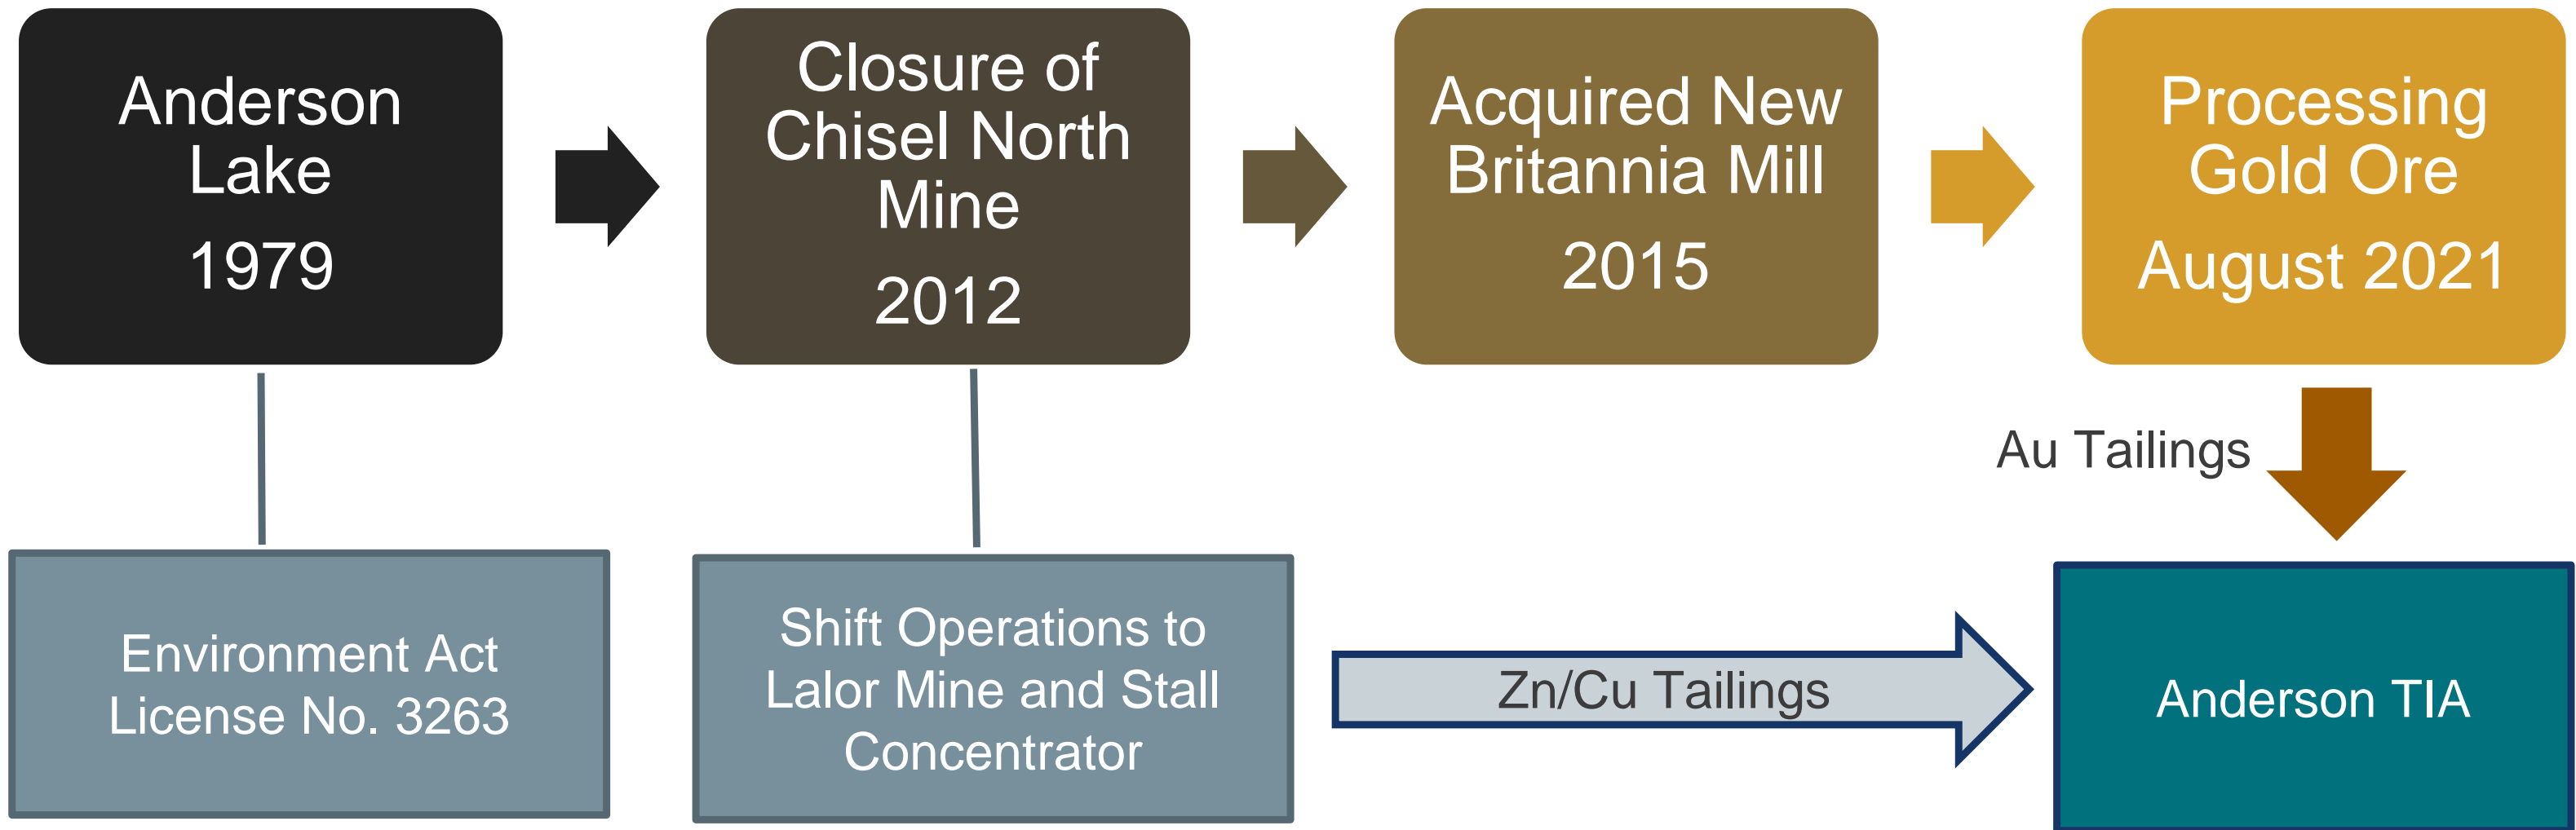 Anderson
Lake
1979
Closure of
Chisel North
Mine
2012
Acquired New
Britannia Mill
2015
Processing
Gold Ore
August 2021
Au Tailings
Environment Act
License No. 3263
Shift Operations to
Lalor Mine and Stall
Concentrator
Zn/Cu Tailings
Anderson TIA